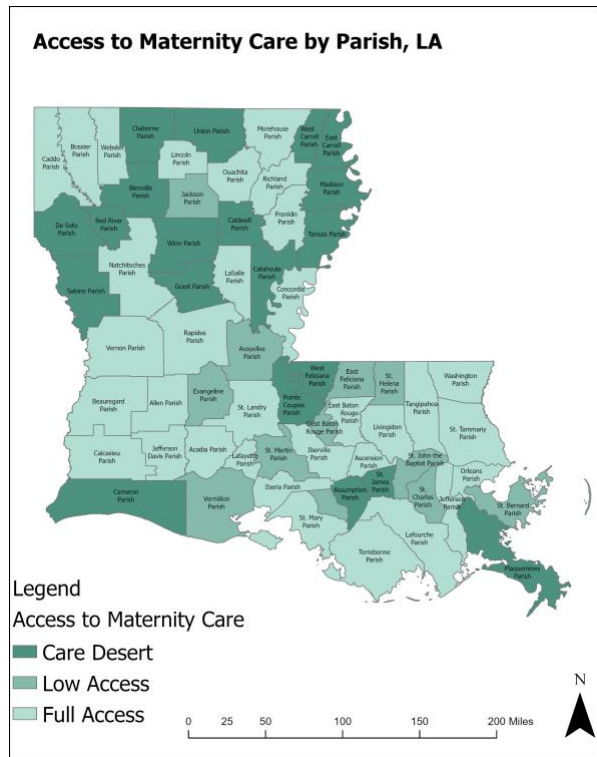 Access to Maternity Care by Parish, LA
Caddo
Parish
Bossier
Parish
Webster
Parish
Claiborne
Parish
Union Parish
Morehouse
Parish
West
Carroll
Parish
East
Carroll
Parish
Lincoln
Parish
Ouachita
Parish
Richland
Parish
Madison
Parish
Bienville
Parish
Jackson
Parish
Franklin
Parish
De Soto
Parish
Red River
Parish
Caldwell
Parish
Tensas Parish
Winn Parish
Natchitoches
Parish
LaSalle
Parish
Catahoula
Parish
Concordia
Parish
Sabine Parish
Grant Parish
Vernon Parish
Rapides
Parish
Avoyelles
Parish
West
Feliciana
Parish
East
Feliciana
Parish
St.
Helena
Parish
Washington
Parish
Beauregard
Parish
Allen Parish
Evangeline
Parish
St. Landry
Parish
Pointe
Coupee
Parish
East Baton
Rouge
Parish
West Baton
Rouge Parish
Livingston
Parish
Tangipahoa
Parish
St. Tammany
Parish
Calcasieu
Parish
Jefferson
Davis Parish
Acadia Parish
Lafayette
Parish
St. Martin
Parish
Iberville
Parish
Ascension
Parish
St. John the
Baptist Parish
Orleans
Parish
Cameron
Parish
Vermilion
Parish
Iberia Parish
St. Mary
Parish
Assumption
Parish
St.
James
Parish
St.
Charles
Parish
Jefferson
Parish
St. Bernard
Parish
Terrebonne
Parish
Lafourche
Parish
Plaquemines
Parish
Legend
Access to Maternity Care
Care Desert
Low Access
Full Access
0 25 50 100 150 200 Miles
N